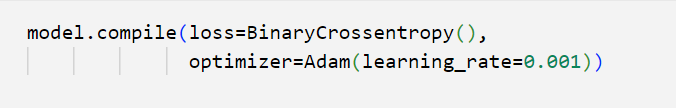 model.compile(loss=BinaryCrossentropy(),
optimizer=Adam(learning_rate=0.001))